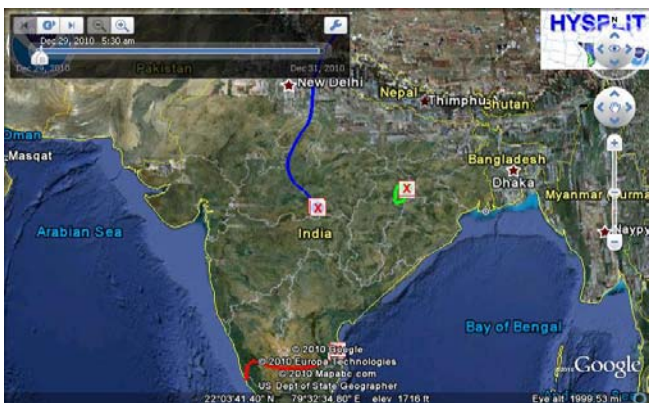 HYSPLIT
N
Dec 29, 2010 5:30 am
Dec 29, 2010
Dec 31, 2010
Pakistan
New Delhi
Nepal
Thimphu
Bhutan
Oman
Masqat
Bangladesh
Dhaka
Myanmar
X
X
India
Arabian Sea
Bay of Bengal
© 2010 Google
© 2010 Europa Technologies
© 2010 Mapabc.com
US Dept of State Geographer
Google
22°03'41.40" N 79°32'34.80" E elev 1716 ft
Eye alt 1999.53 mi